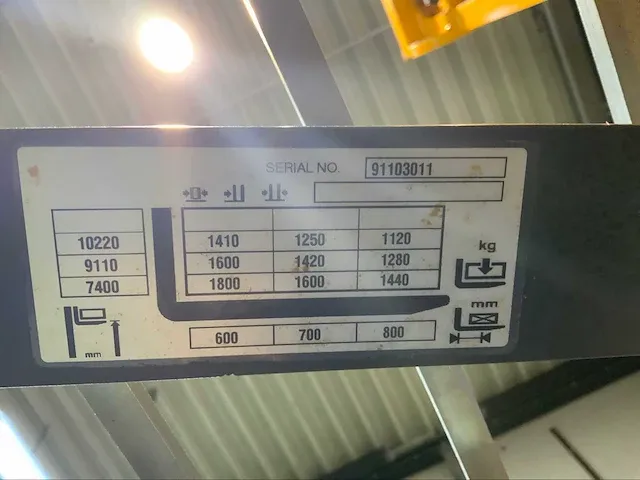 SERIAL NO. 91103011
kg
10220 1410 1250 1120
9110 1600 1420 1280
7400 1800 1600 1440
mm
600 700 800
mm